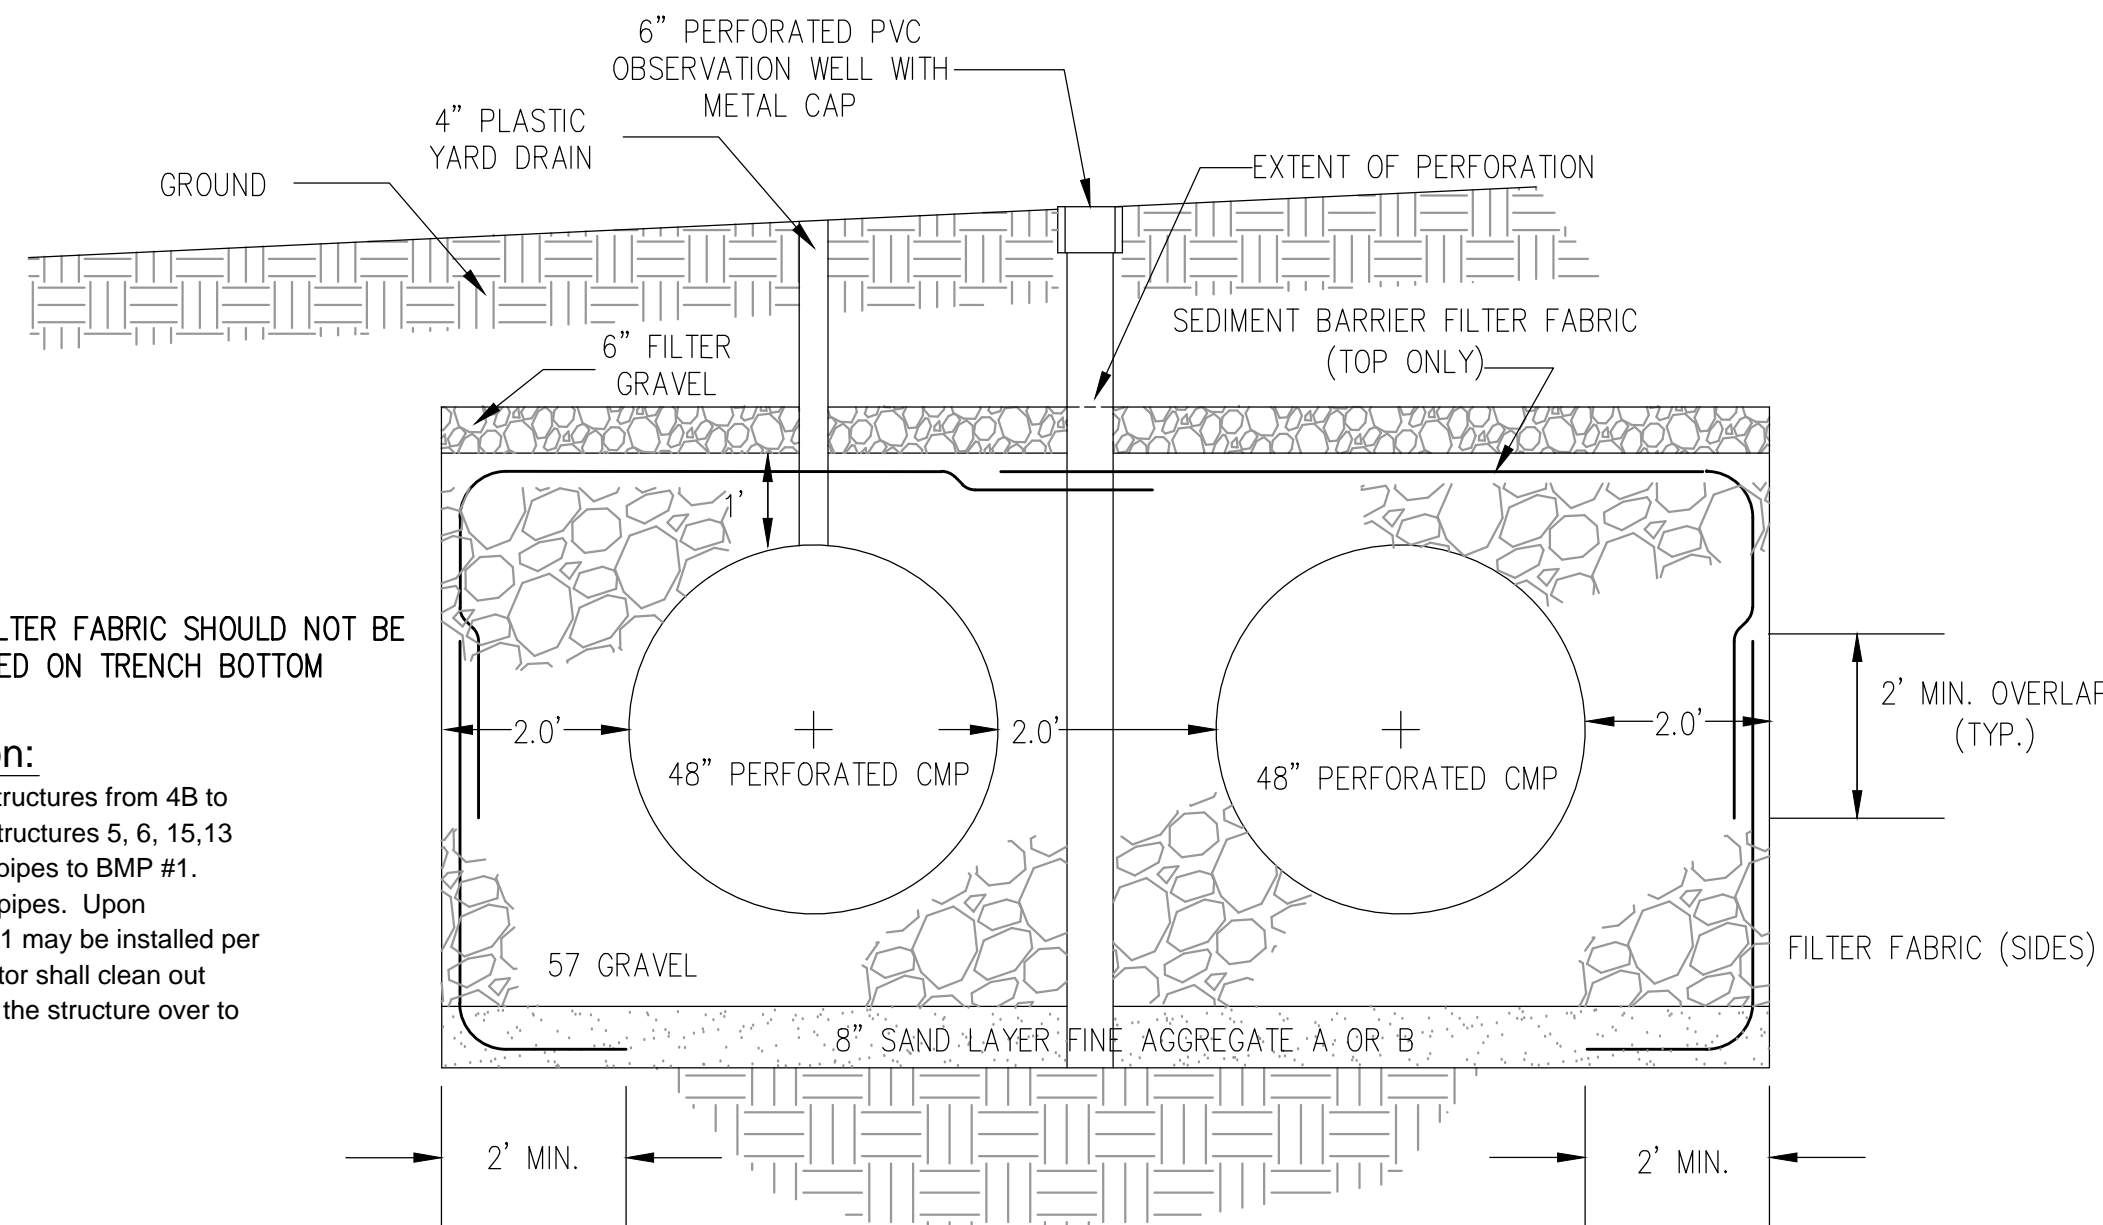 6” PERFORATED PVC
OBSERVATION WELL WITH
METAL CAP
4” PLASTIC
YARD DRAIN
GROUND
EXTENT OF PERFORATION
SEDIMENT BARRIER FILTER FABRIC
(TOP ONLY)
6” FILTER
GRAVEL
1’
LTER FABRIC SHOULD NOT BE
ED ON TRENCH BOTTOM
2’ MIN. OVERLAP
(TYP.)
2.0’
2.0’
2.0’
48” PERFORATED CMP
48” PERFORATED CMP
on:
tructures from 4B to
tructures 5, 6, 15,13
pipes to BMP #1.
pipes. Upon
1 may be installed per
tor shall clean out
the structure over to
57 GRAVEL
FILTER FABRIC (SIDES)
8” SAND LAYER FINE AGGREGATE A OR B
2’ MIN.
2’ MIN.